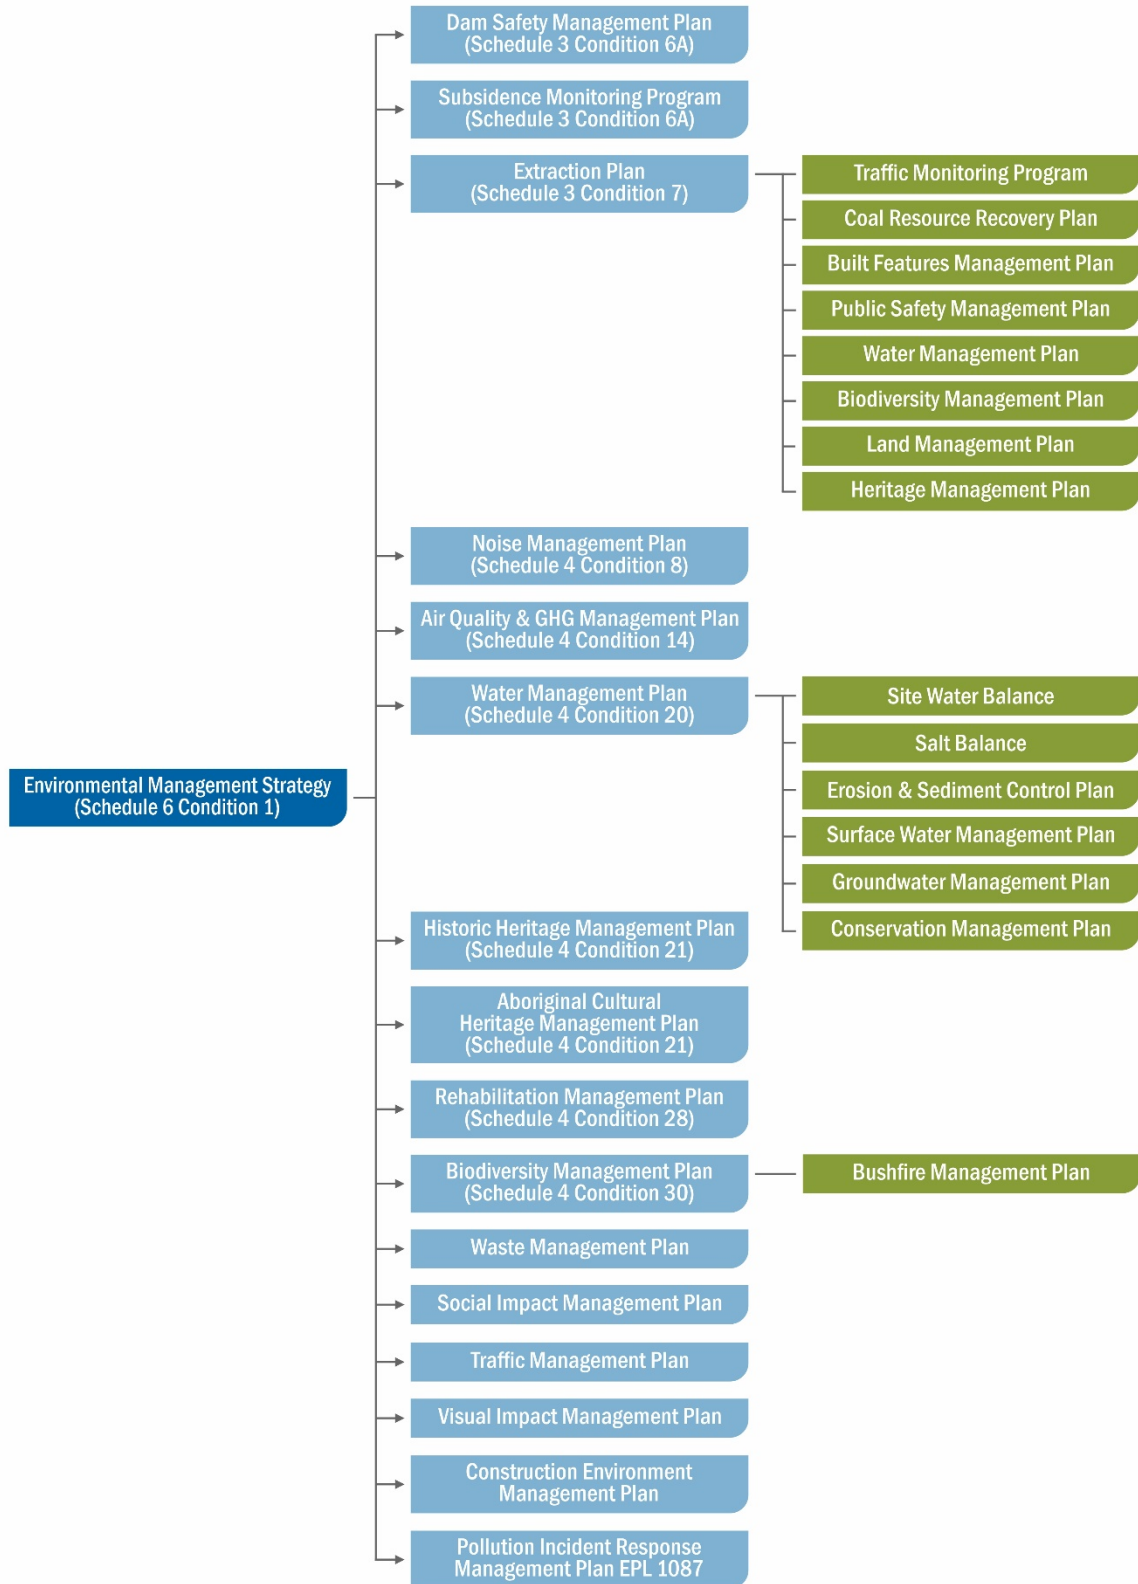 Environmental Management Strategy
(Schedule 6 Condition 1)
Dam Safety Management Plan
(Schedule 3 Condition 6A)
Subsidence Monitoring Program
(Schedule 3 Condition 6A)
Extraction Plan
(Schedule 3 Condition 7)
Traffic Monitoring Program
Coal Resource Recovery Plan
Built Features Management Plan
Public Safety Management Plan
Water Management Plan
Biodiversity Management Plan
Land Management Plan
Heritage Management Plan
Noise Management Plan
(Schedule 4 Condition 8)
Air Quality & GHG Management Plan
(Schedule 4 Condition 14)
Water Management Plan
(Schedule 4 Condition 20)
Site Water Balance
Salt Balance
Erosion & Sediment Control Plan
Surface Water Management Plan
Groundwater Management Plan
Conservation Management Plan
Historic Heritage Management Plan
(Schedule 4 Condition 21)
Aboriginal Cultural
Heritage Management Plan
(Schedule 4 Condition 21)
Rehabilitation Management Plan
(Schedule 4 Condition 28)
Biodiversity Management Plan
(Schedule 4 Condition 30)
Bushfire Management Plan
Waste Management Plan
Social Impact Management Plan
Traffic Management Plan
Visual Impact Management Plan
Construction Environment
Management Plan
Pollution Incident Response
Management Plan EPL 1087